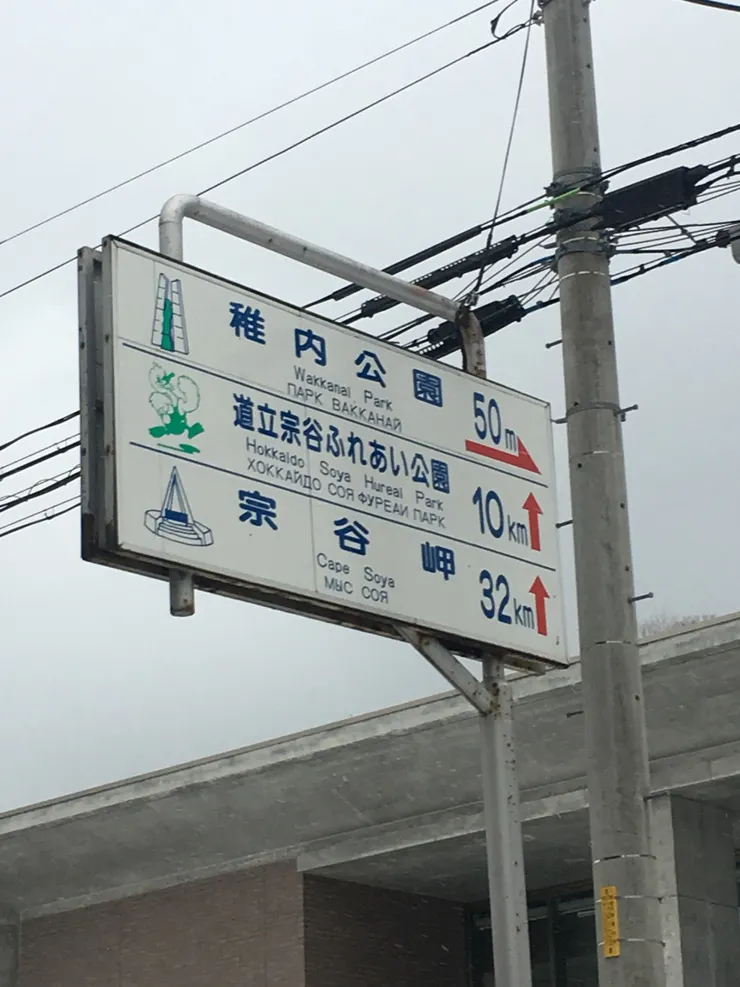 稚内公園
Wakkanai Park
ПАРК ВАККАНАЙ
50m
道立宗谷ふれあい公園
Hokkaido Soya Hureai Park
ХОККАЙДО СОЯ ФУРЕАИ ПАРК
10km
宗谷岬
Cape Soya
МЫС СОЯ
32km